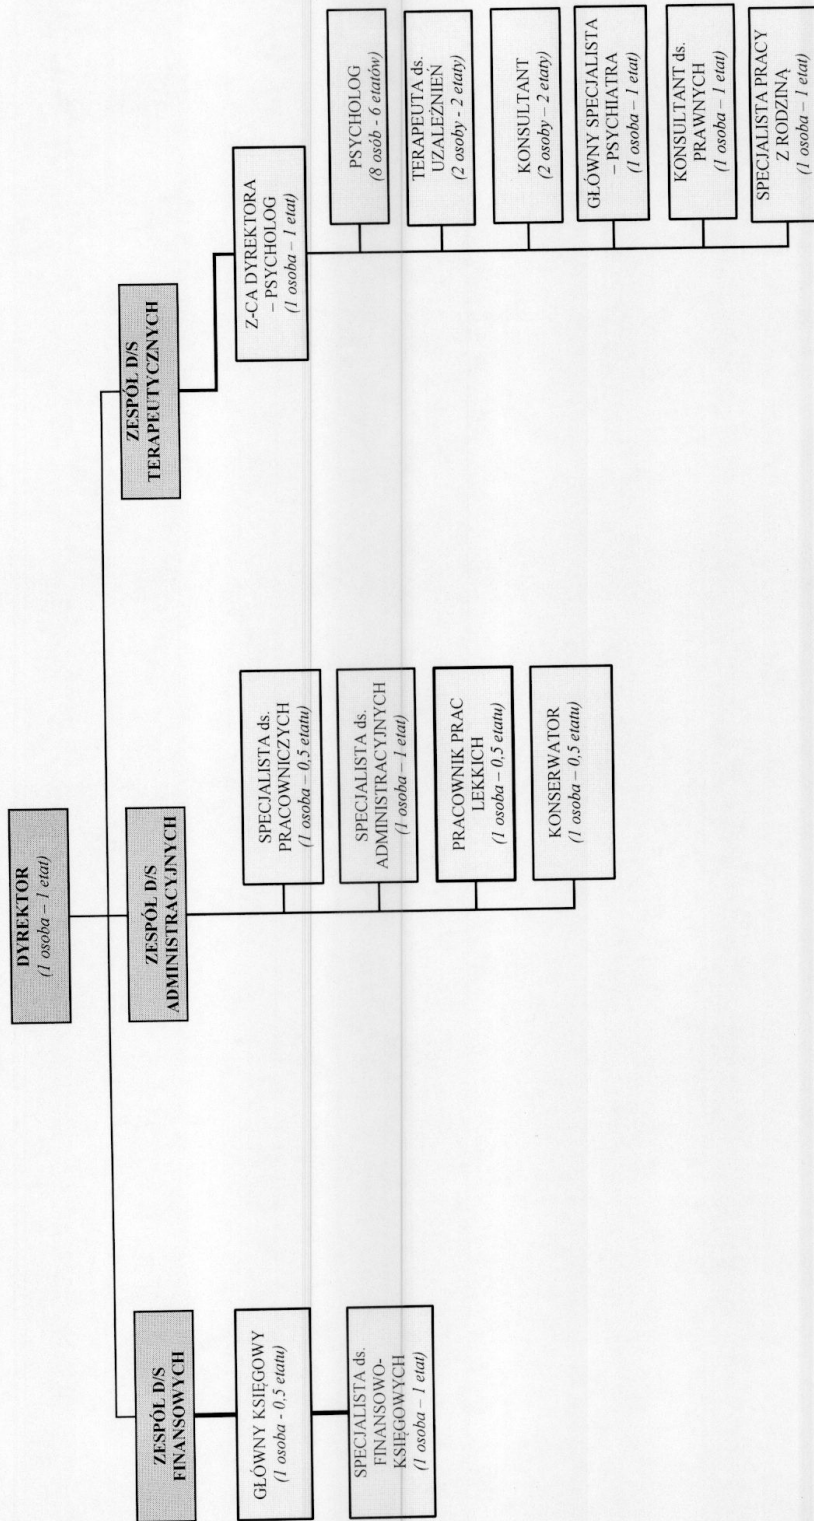 DYREKTOR
(1 osoba – 1 etat)
ZESPÓŁ D/S
FINANSOWYCH
GŁÓWNY KSIĘGOWY
(1 osoba - 0,5 etatu)
SPECJALISTA ds.
FINANSOWO-
KSIĘGOWYCH
(1 osoba – 1 etat)
ZESPÓŁ D/S
ADMINISTRACYJNYCH
SPECJALISTA ds.
PRACOWNICZYCH
(1 osoba – 0,5 etatu)
SPECJALISTA ds.
ADMINISTRACYJNYCH
(1 osoba – 1 etat)
PRACOWNIK PRAC
LEKKICH
(1 osoba – 0,5 etatu)
KONSERWATOR
(1 osoba – 0,5 etatu)
ZESPÓŁ D/S
TERAPEUTYCZNYCH
Z-CA DYREKTORA
– PSYCHOLOG
(1 osoba – 1 etat)
PSYCHOLOG
(8 osób - 6 etatów)
TERAPEUTA ds.
UZALEŻNIEŃ
(2 osoby - 2 etaty)
KONSULTANT
(2 osoby – 2 etaty)
GŁÓWNY SPECJALISTA
– PSYCHIATRA
(1 osoba – 1 etat)
KONSULTANT ds.
PRAWNYCH
(1 osoba – 1 etat)
SPECJALISTA PRACY
Z RODZINĄ
(1 osoba – 1 etat)